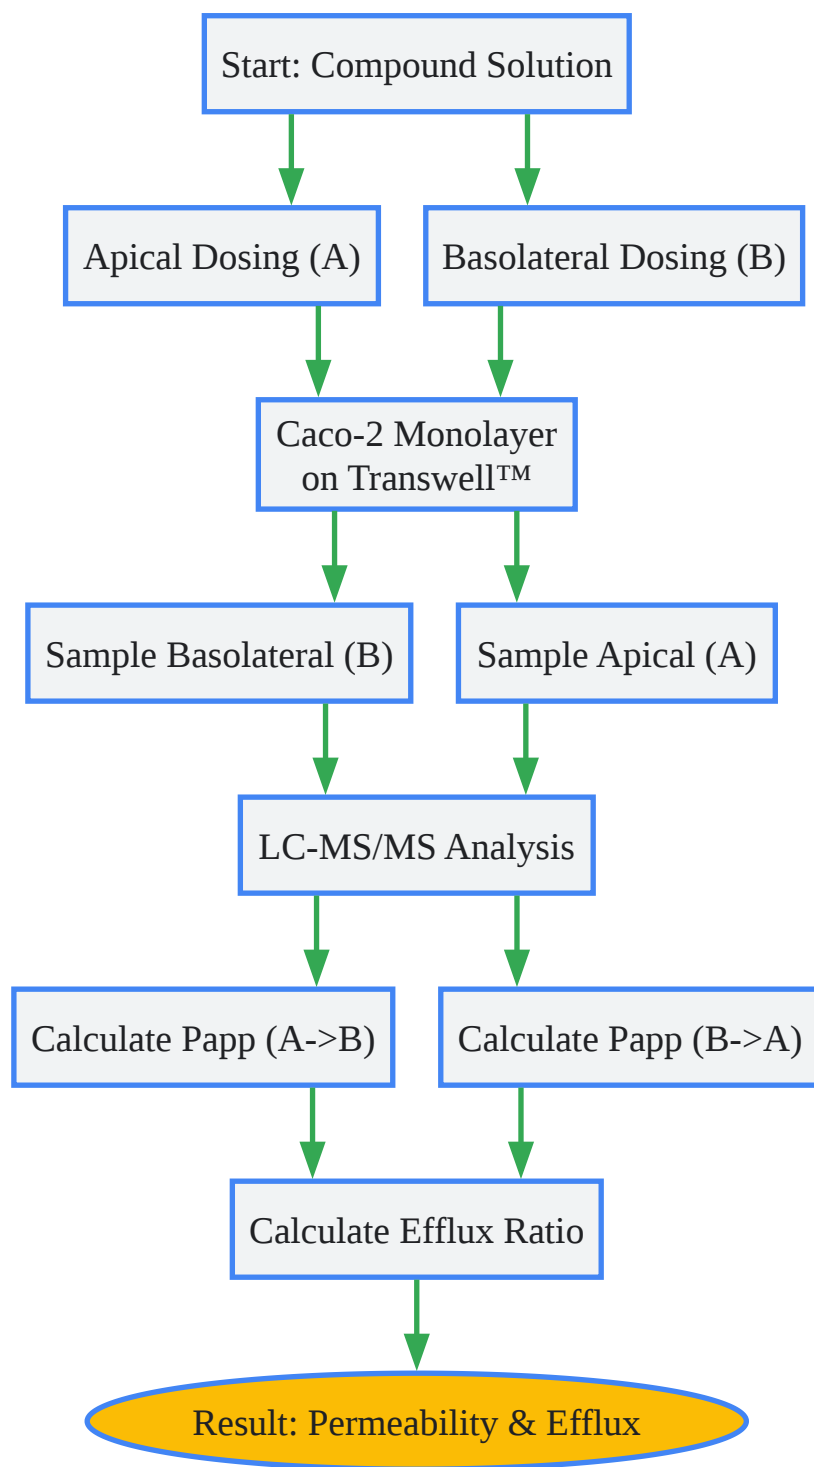 Start: Compound Solution
Apical Dosing (A)
Basolateral Dosing (B)
Caco-2 Monolayer
on Transwell™
Sample Basolateral (B)
Sample Apical (A)
LC-MS/MS Analysis
Calculate Papp (A->B)
Calculate Papp (B->A)
Calculate Efflux Ratio
Result: Permeability & Efflux